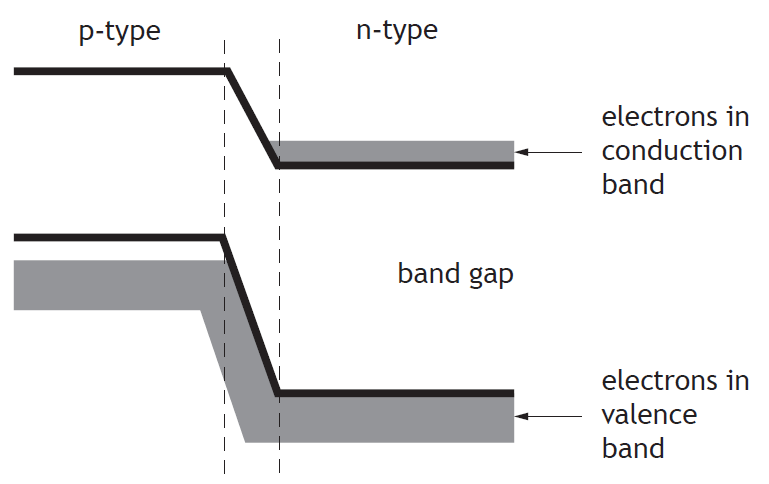 p-type
n-type
electrons in
conduction
band
band gap
electrons in
valence
band